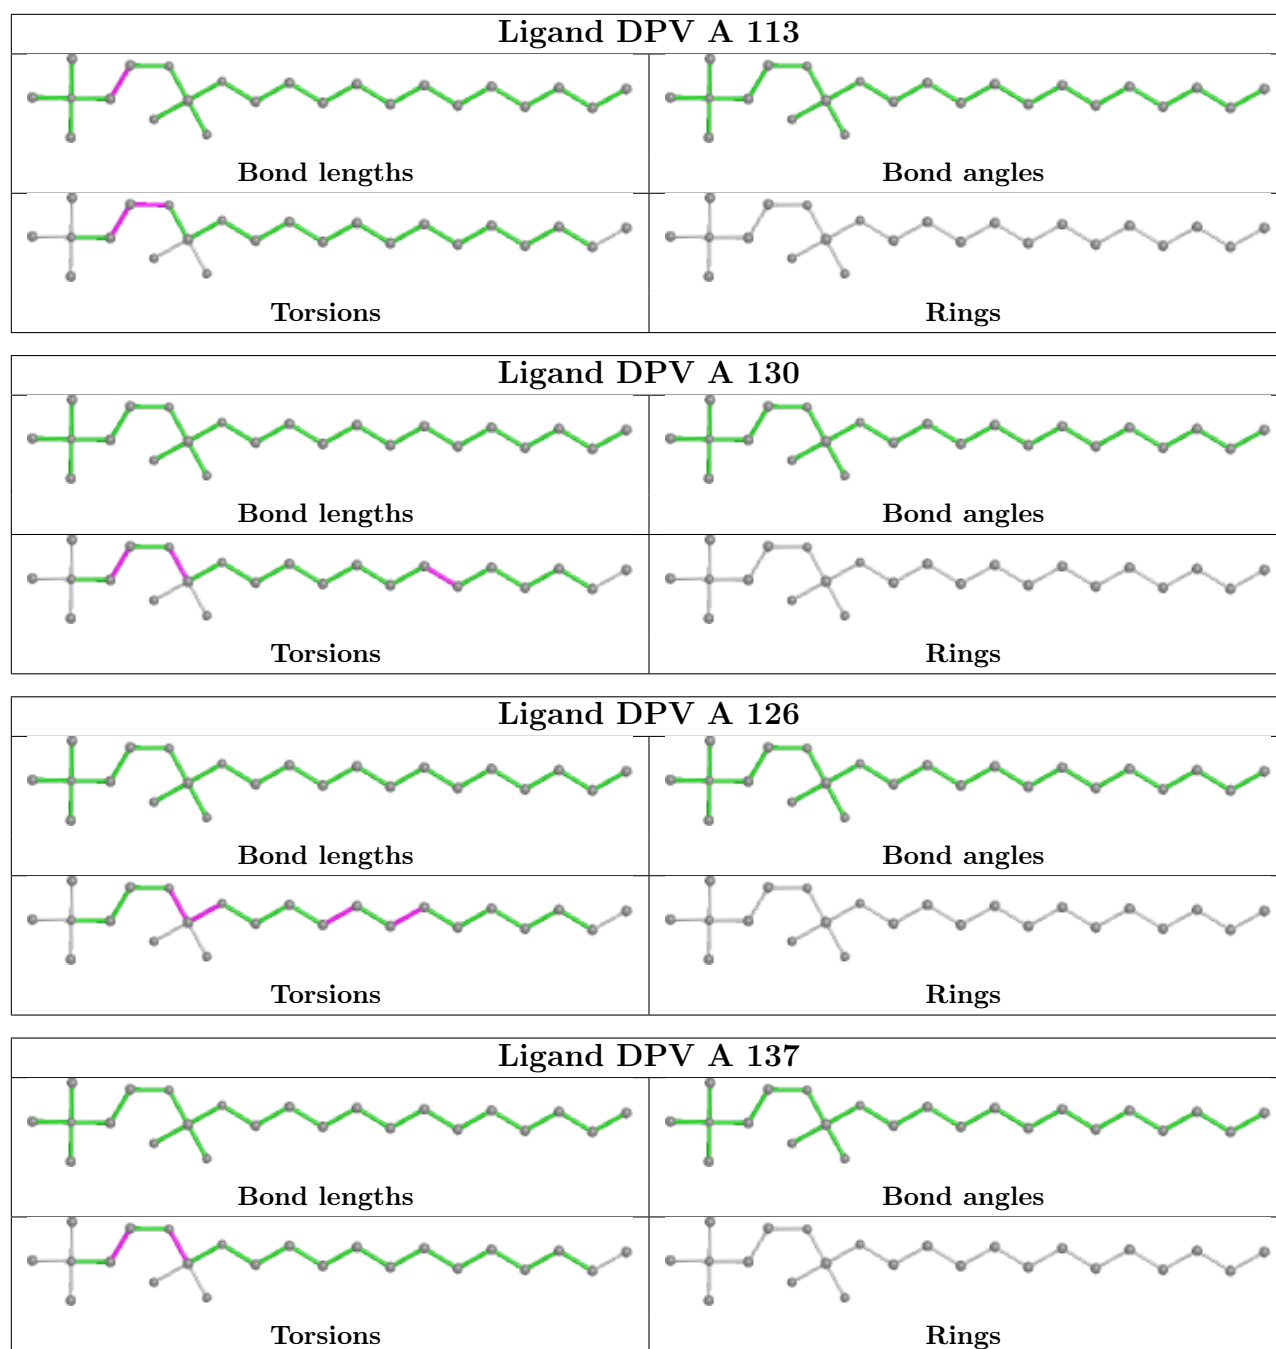 Ligand DPV A 113
Bond lengths
Bond angles
Torsions
Rings
Ligand DPV A 130
Bond lengths
Bond angles
Torsions
Rings
Ligand DPV A 126
Bond lengths
Bond angles
Torsions
Rings
Ligand DPV A 137
Bond lengths
Bond angles
Torsions
Rings